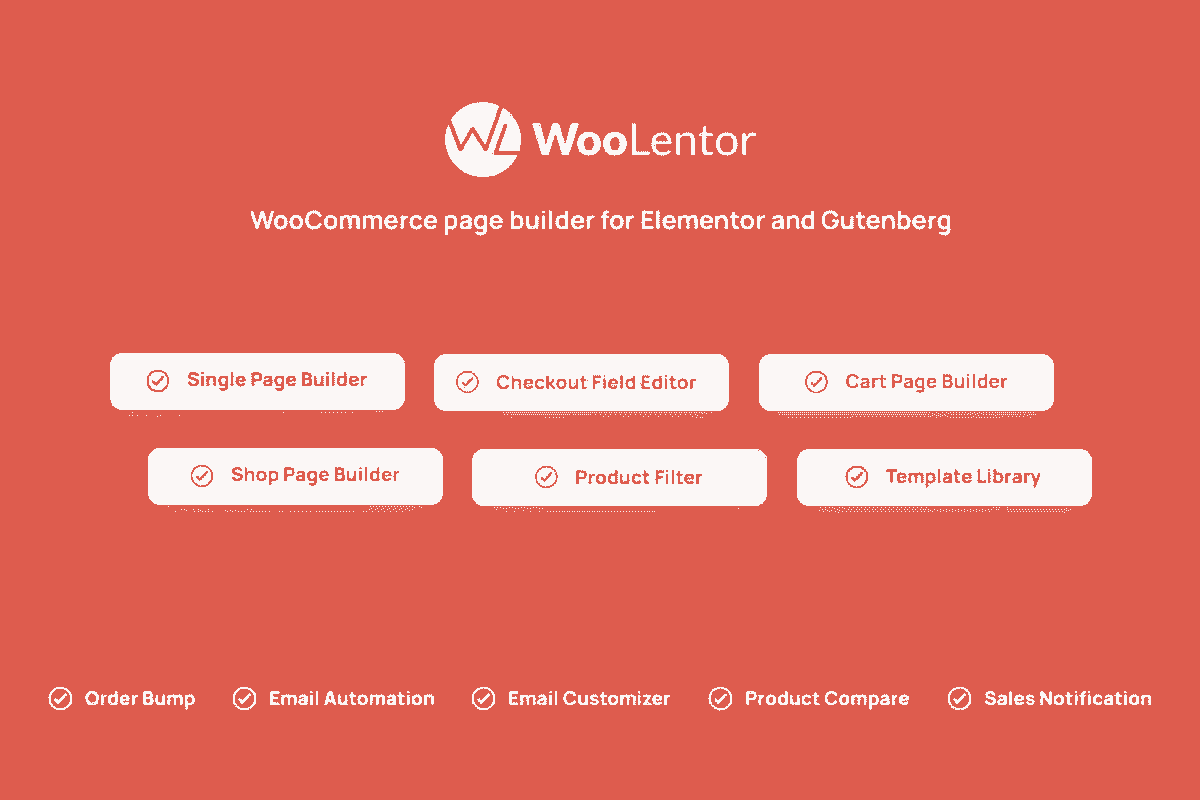 WL WooLentor
WooCommerce page builder for Elementor and Gutenberg
Single Page Builder
Checkout Field Editor
Cart Page Builder
Shop Page Builder
Product Filter
Template Library
Order Bump
Email Automation
Email Customizer
Product Compare
Sales Notification